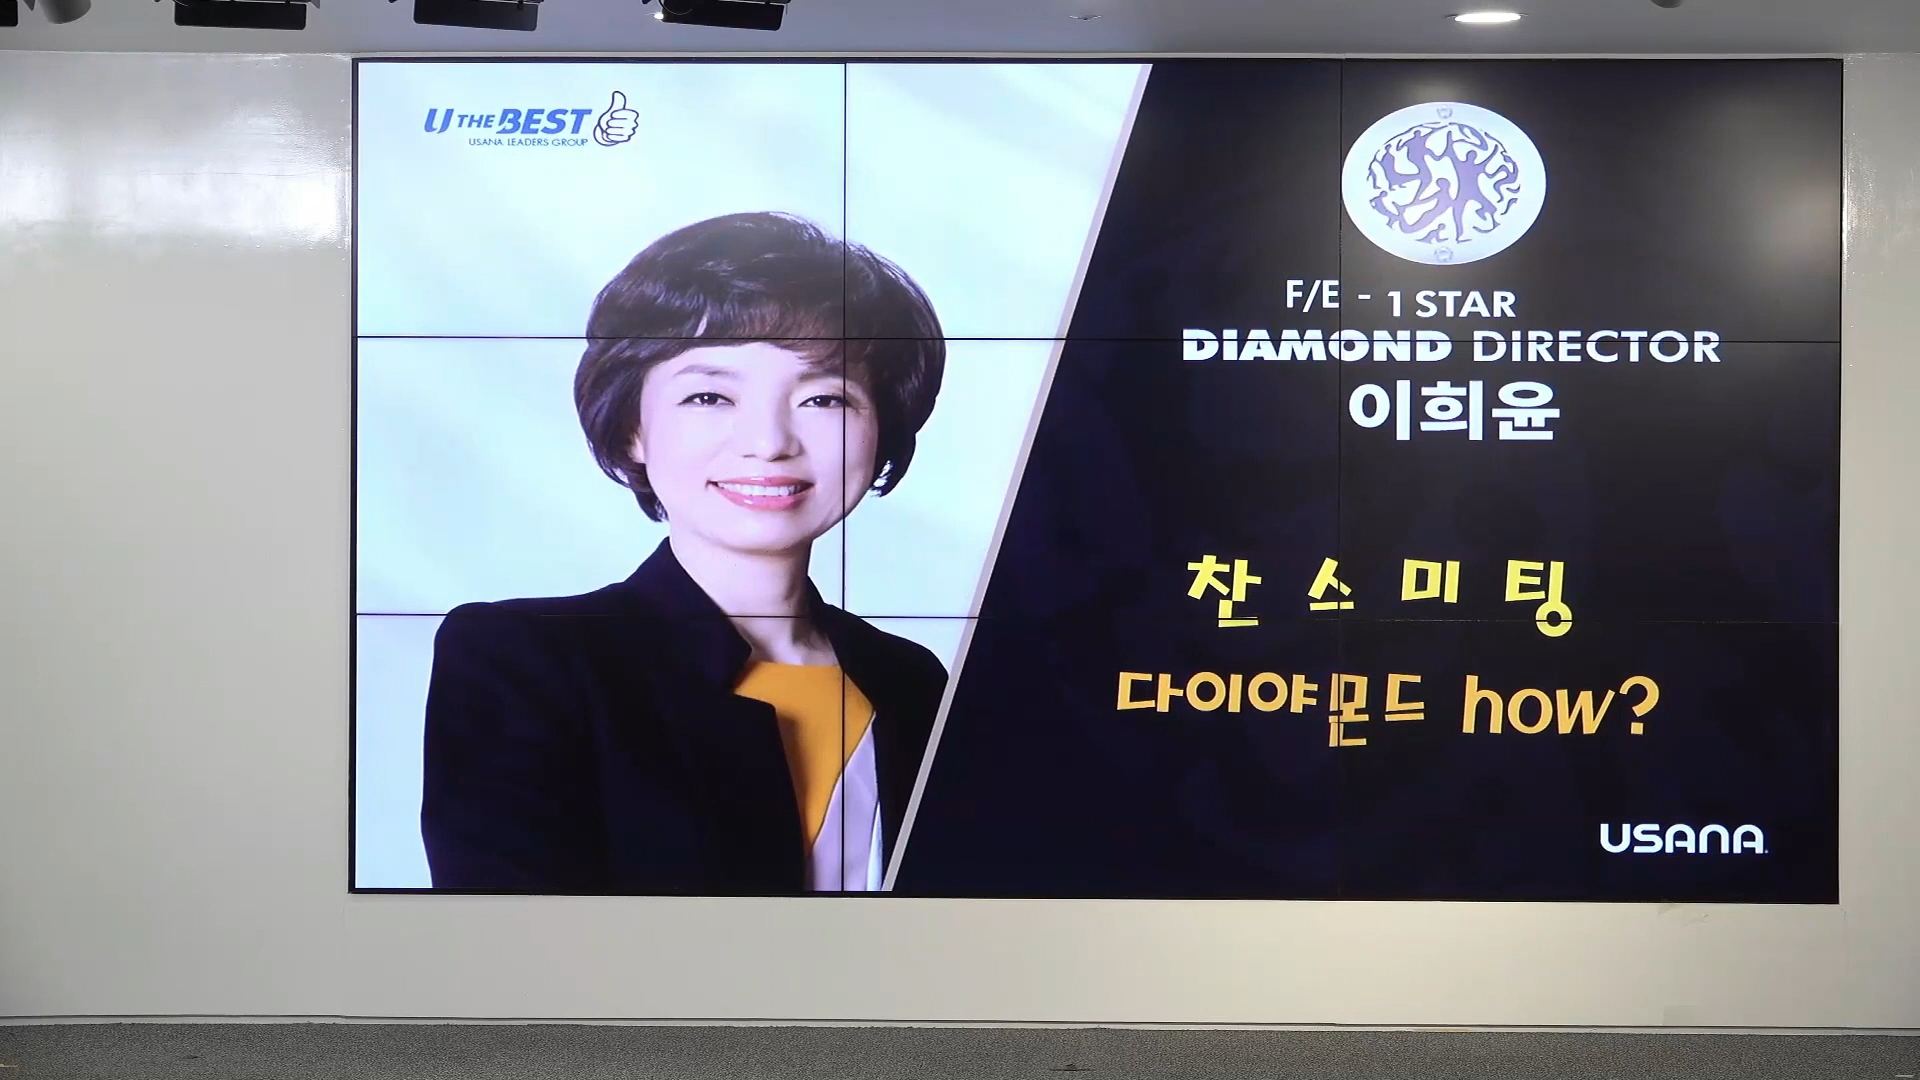 U THE BEST
USANA LEADERS GROUP
F/E - 1 STAR
DIAMOND DIRECTOR
이희윤
찬스미팅
다이야몬드 how?
USANA